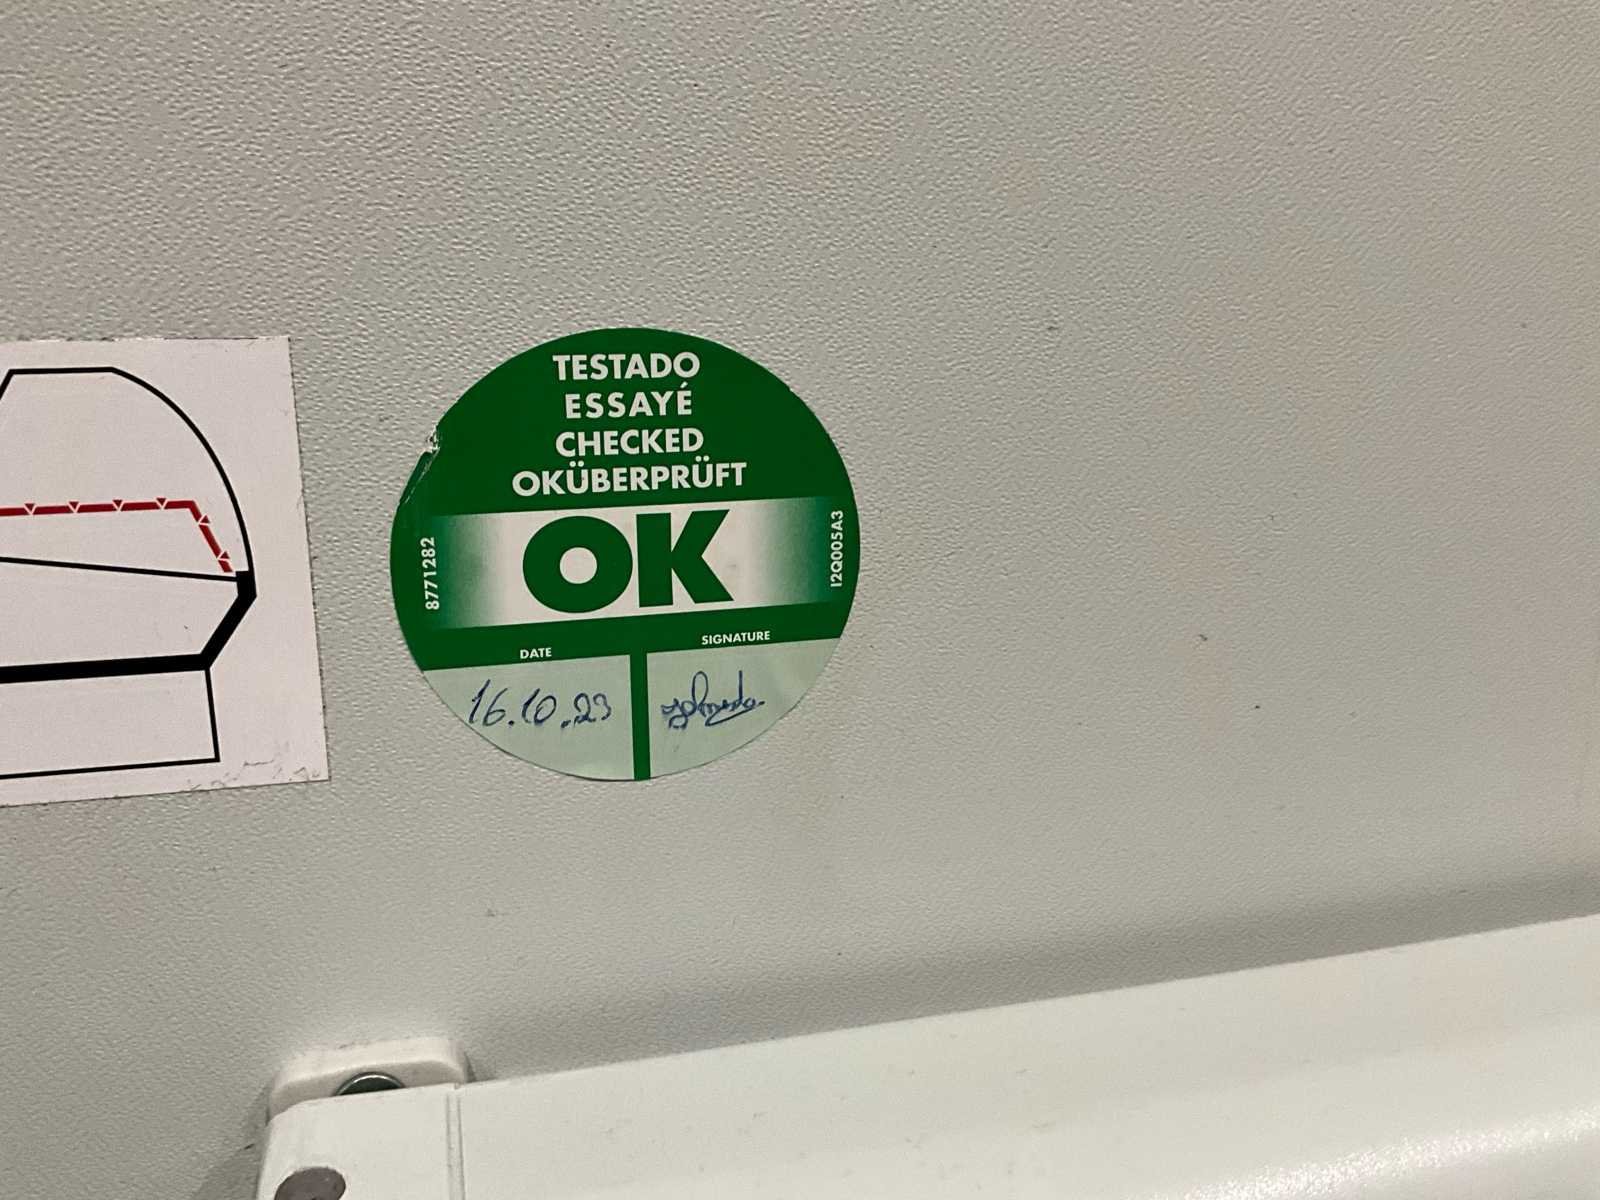 TESTADO
ESSAYÉ
CHECKED
OKÜBERPRÜFT
OK
8771282
I2Q005A3
DATE
SIGNATURE
16.10.23